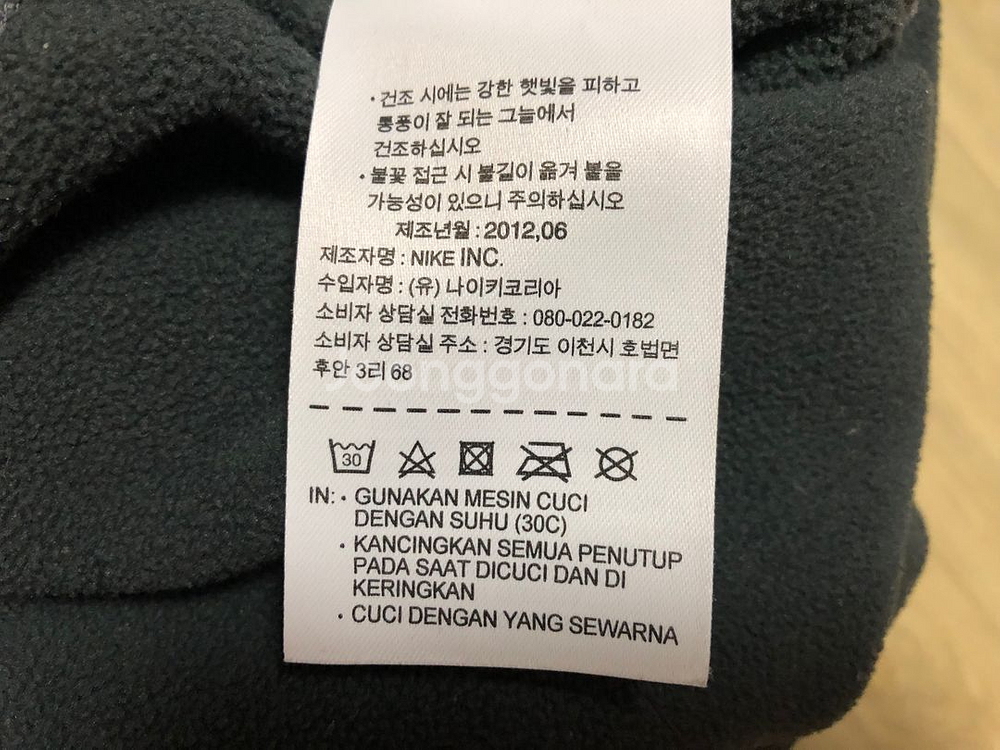 · 건조 시에는 강한 햇빛을 피하고
통풍이 잘 되는 그늘에서
건조하십시오
· 불꽃 접근 시 불길이 옮겨 붙을
가능성이 있으니 주의하십시오
제조년월 : 2012,06
제조자명 : NIKE INC.
수입자명 : (유) 나이키코리아
소비자 상담실 전화번호 : 080-022-0182
소비자 상담실 주소 : 경기도 이천시 호법면
후안 3리 68
joonggonara
30
IN: · GUNAKAN MESIN CUCI
DENGAN SUHU (30C)
· KANCINGKAN SEMUA PENUTUP
PADA SAAT DICUCI DAN DI
KERINGKAN
· CUCI DENGAN YANG SEWARNA